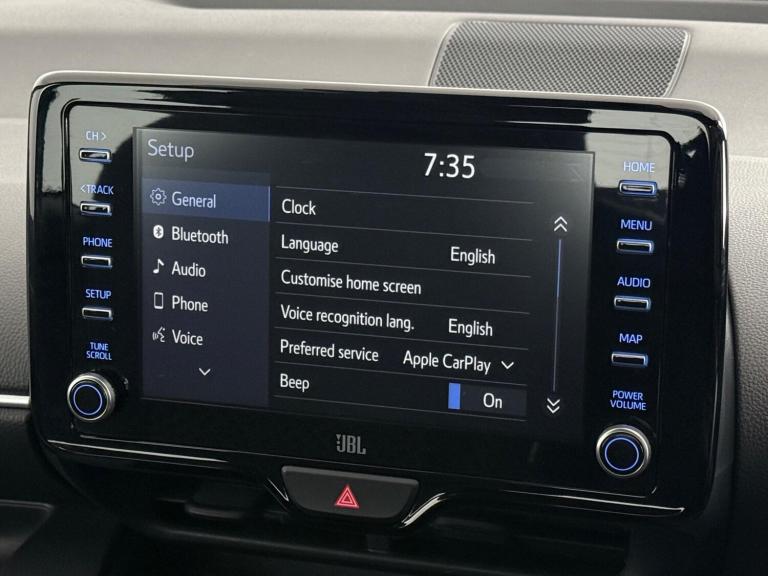 CH >
< TRACK
PHONE
SETUP
TUNE
SCROLL
Setup
7:35
General
Bluetooth
Audio
Phone
Voice
Clock
Language English
Customise home screen
Voice recognition lang. English
Preferred service Apple CarPlay
Beep On
HOME
MENU
AUDIO
MAP
POWER
VOLUME
JBL